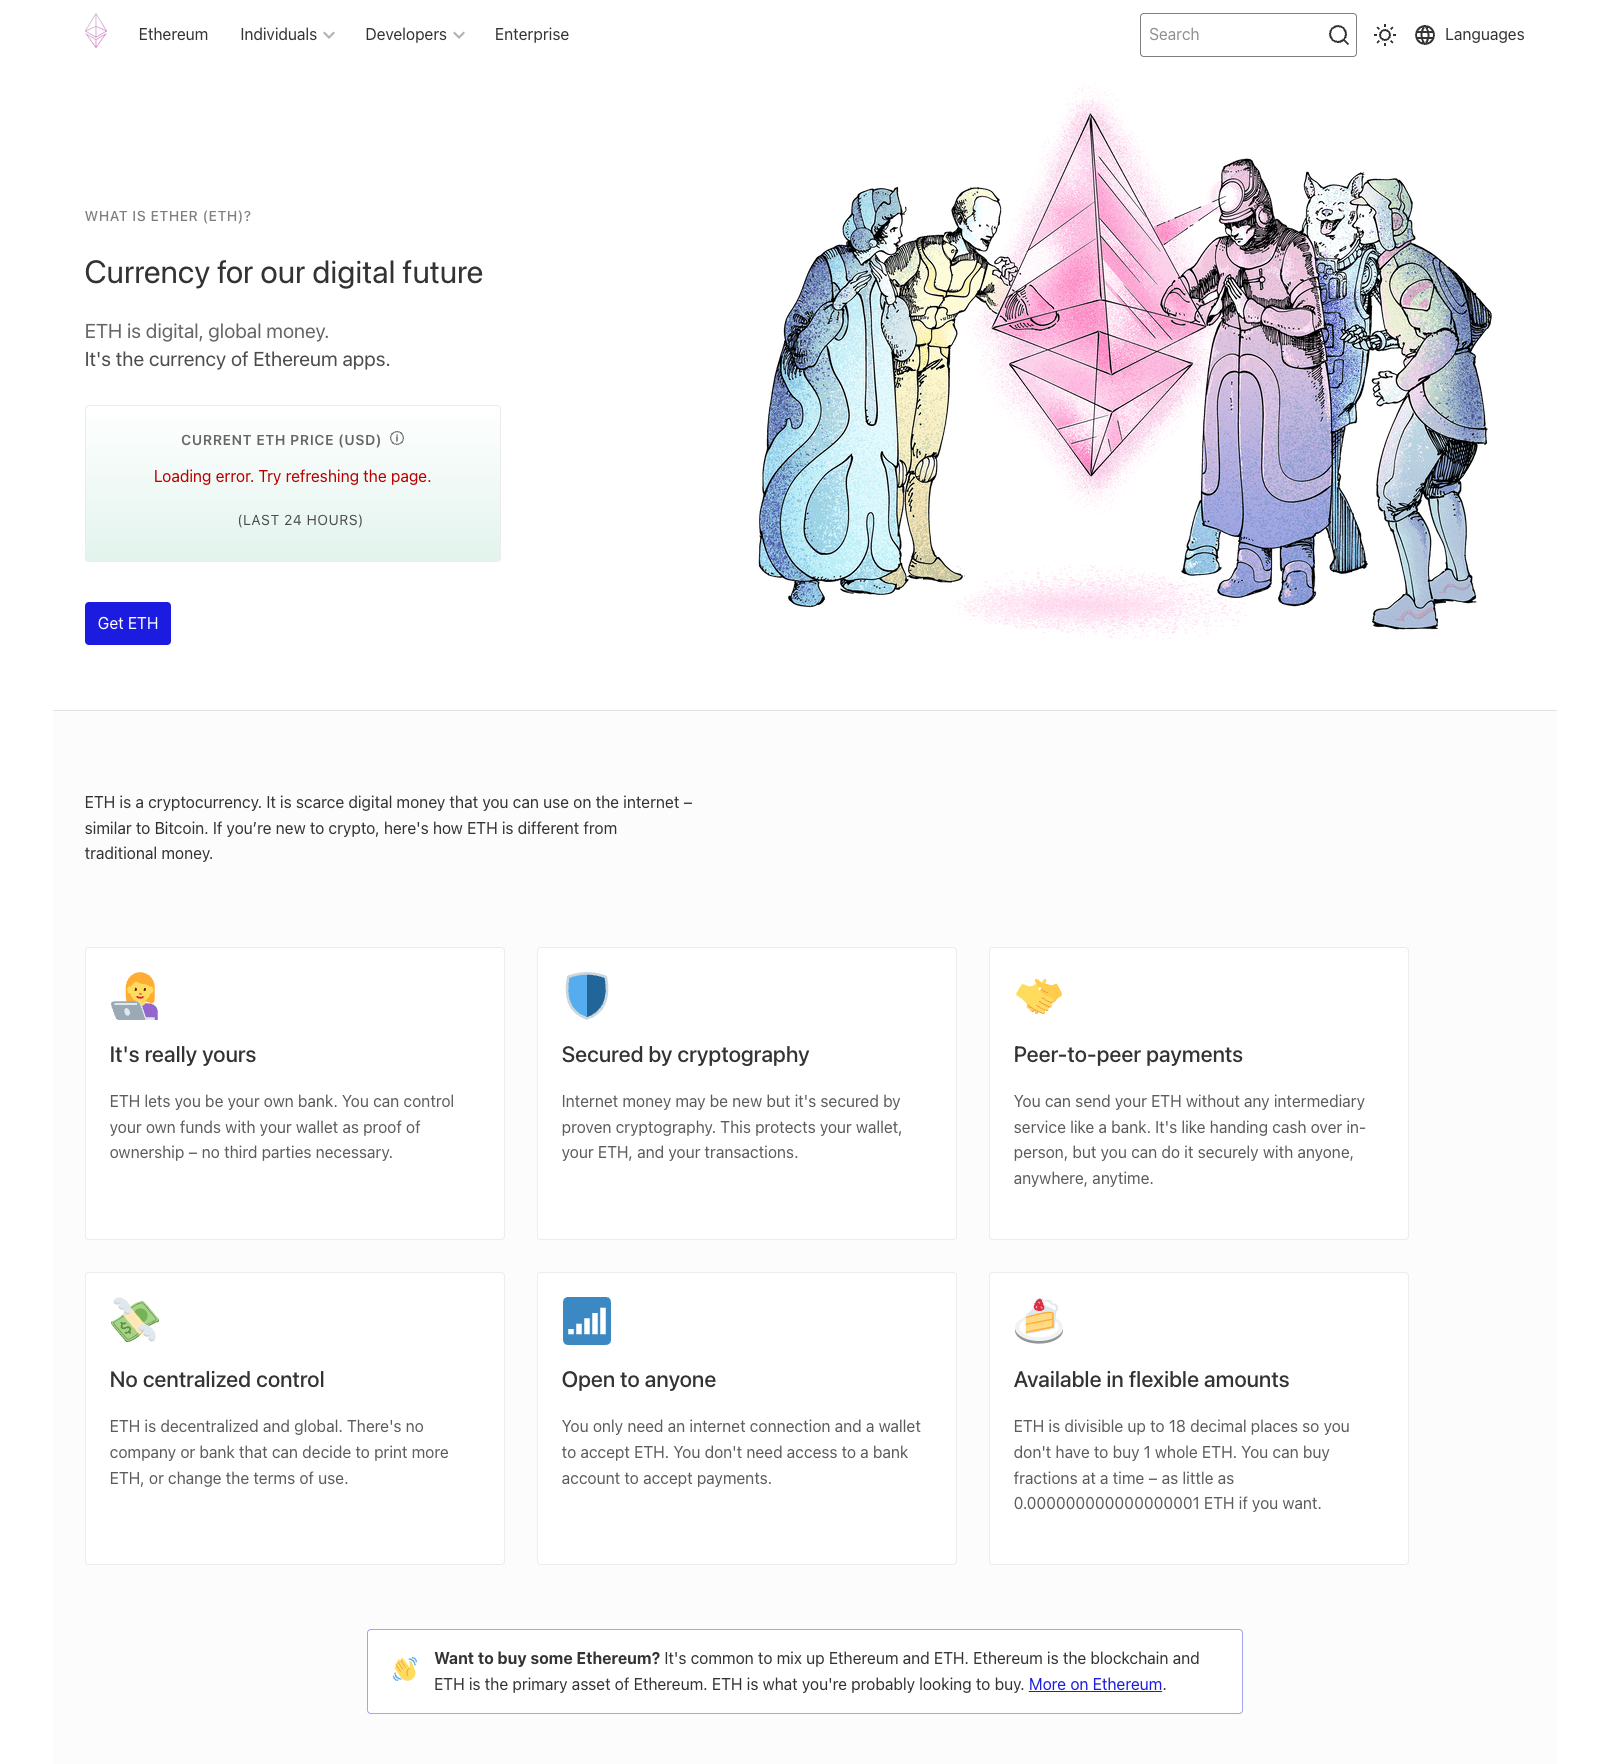 Ethereum Individuals Developers Enterprise Search Languages
WHAT IS ETHER (ETH)?
Currency for our digital future
ETH is digital, global money.
It's the currency of Ethereum apps.
CURRENT ETH PRICE (USD)
Loading error. Try refreshing the page.
(LAST 24 HOURS)
Get ETH
ETH is a cryptocurrency. It is scarce digital money that you can use on the internet –
similar to Bitcoin. If you’re new to crypto, here's how ETH is different from
traditional money.
It's really yours
ETH lets you be your own bank. You can control
your own funds with your wallet as proof of
ownership – no third parties necessary.
Secured by cryptography
Internet money may be new but it's secured by
proven cryptography. This protects your wallet,
your ETH, and your transactions.
Peer-to-peer payments
You can send your ETH without any intermediary
service like a bank. It's like handing cash over in-
person, but you can do it securely with anyone,
anywhere, anytime.
No centralized control
ETH is decentralized and global. There's no
company or bank that can decide to print more
ETH, or change the terms of use.
Open to anyone
You only need an internet connection and a wallet
to accept ETH. You don't need access to a bank
account to accept payments.
Available in flexible amounts
ETH is divisible up to 18 decimal places so you
don't have to buy 1 whole ETH. You can buy
fractions at a time – as little as
0.000000000000000001 ETH if you want.
Want to buy some Ethereum? It's common to mix up Ethereum and ETH. Ethereum is the blockchain and
ETH is the primary asset of Ethereum. ETH is what you're probably looking to buy. More on Ethereum.